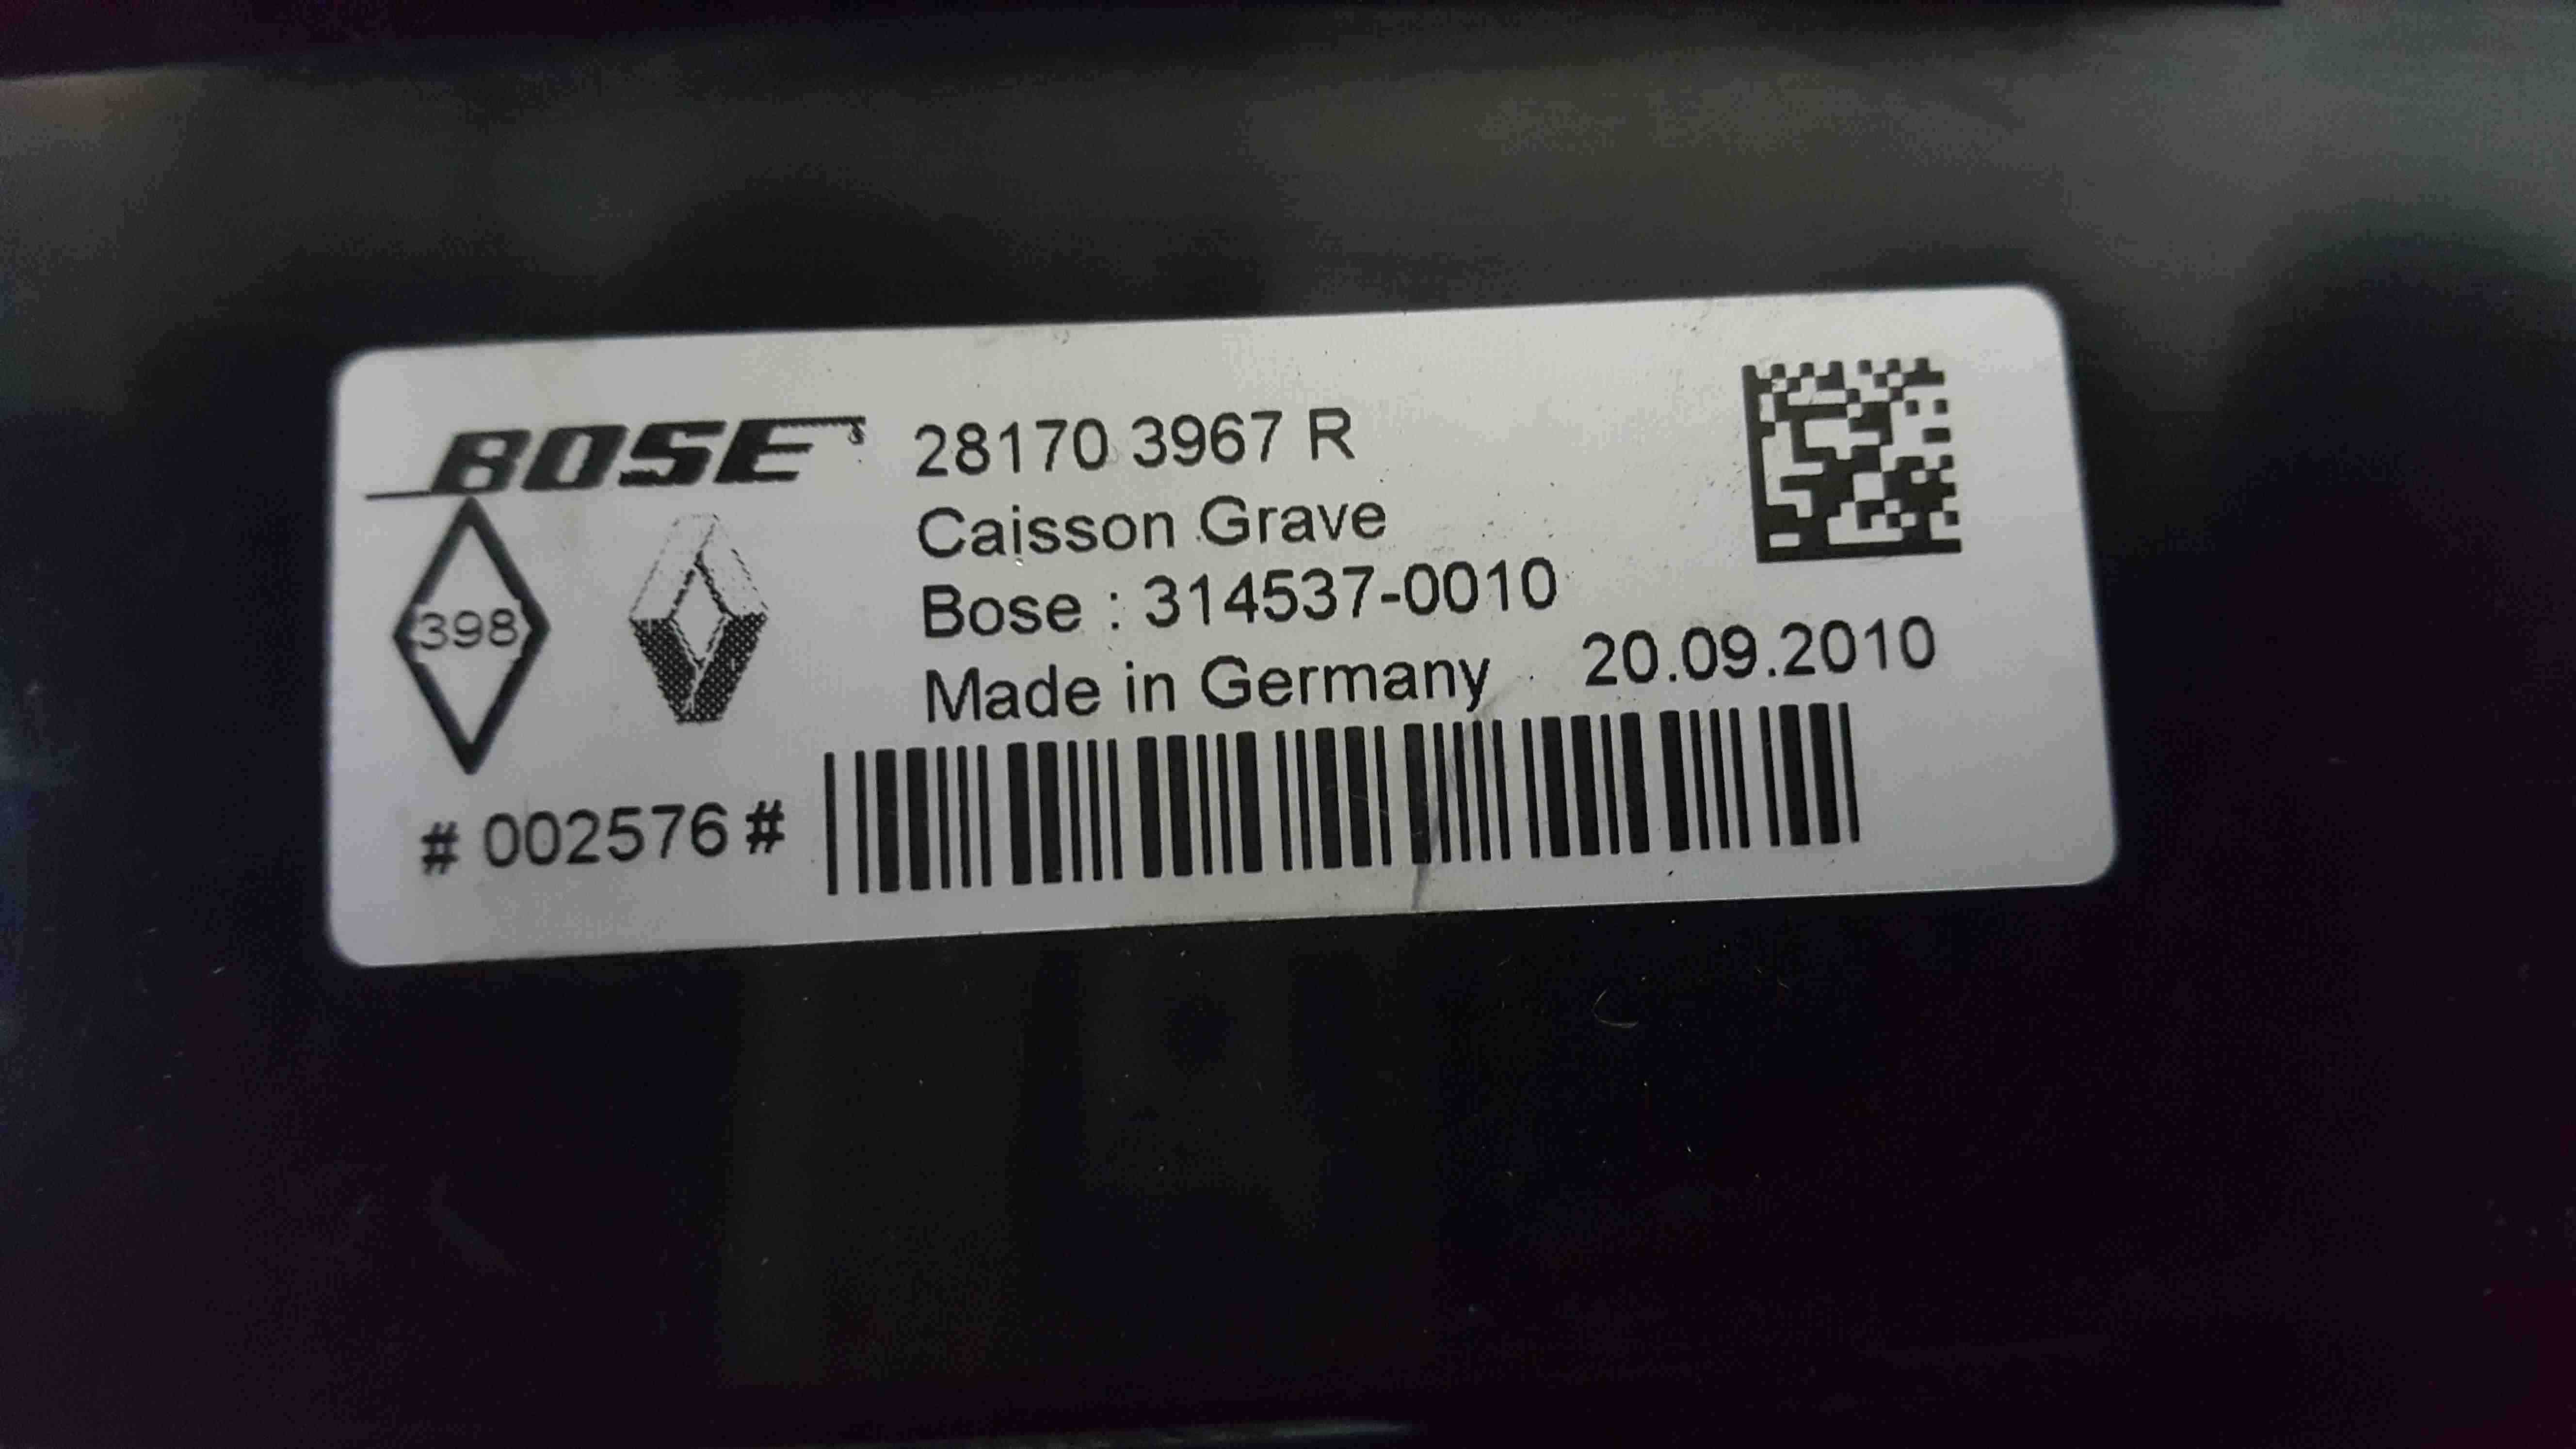 BOSE
28170 3967 R
Caisson Grave
Bose : 314537-0010
398
Made in Germany 20.09.2010
# 002576 #